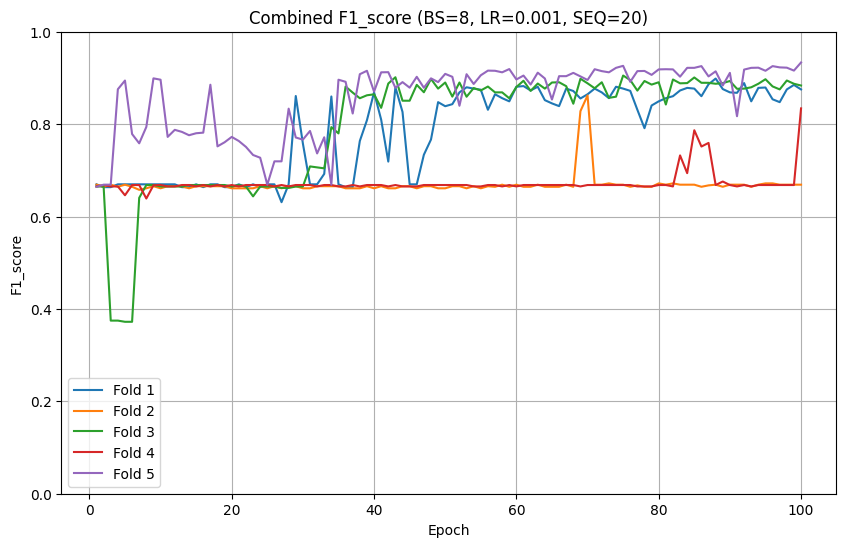 Combined F1_score (BS=8, LR=0.001, SEQ=20)
1.0
0.8
0.6
0.4
0.2
0.0
F1_score
Fold 1
Fold 2
Fold 3
Fold 4
Fold 5
0 20 40 60 80 100
Epoch